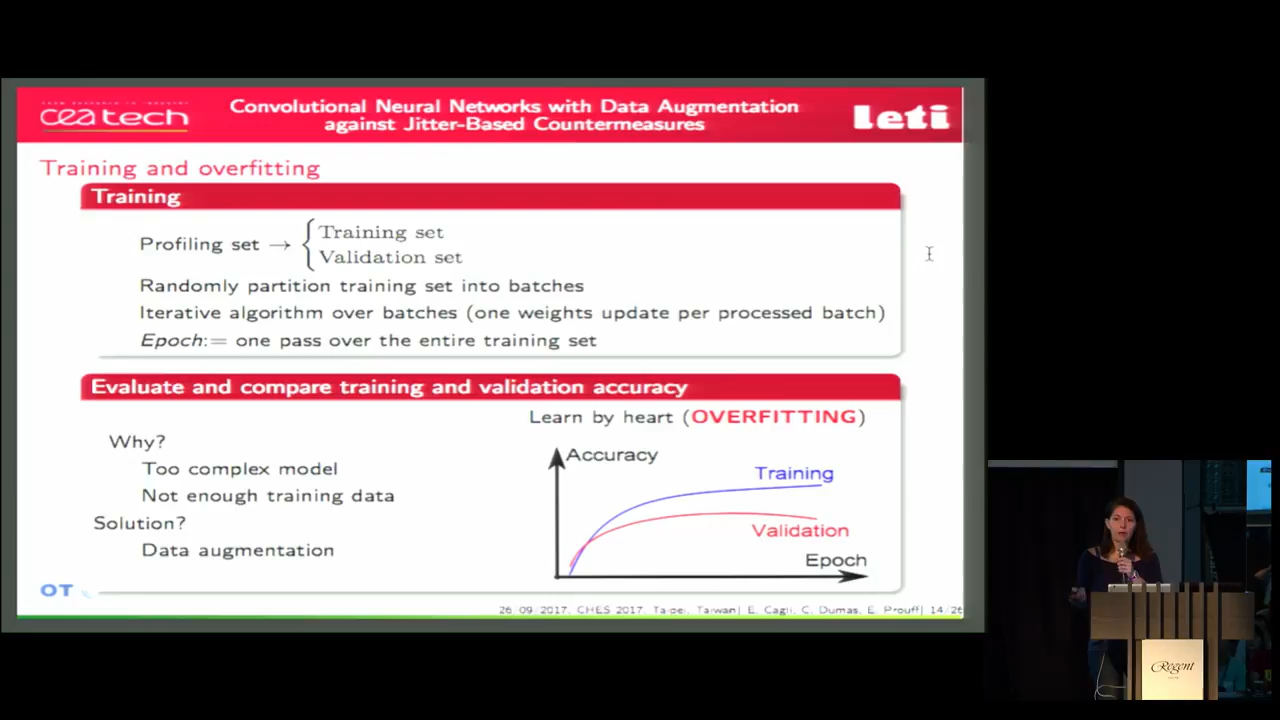 ceatech
Convolutional Neural Networks with Data Augmentation
against Jitter-Based Countermeasures
leti
Training and overfitting
Training
Profiling set → { Training set
Validation set
Randomly partition training set into batches
Iterative algorithm over batches (one weights update per processed batch)
Epoch:= one pass over the entire training set
Evaluate and compare training and validation accuracy
Learn by heart (OVERFITTING)
Why?
Too complex model
Not enough training data
Solution?
Data augmentation
Accuracy
Training
Validation
Epoch
OT
26/09/2017, CHES 2017, Taipei, Taiwan| E. Cagli, C. Dumas, E. Prouff| 14/26
Regent